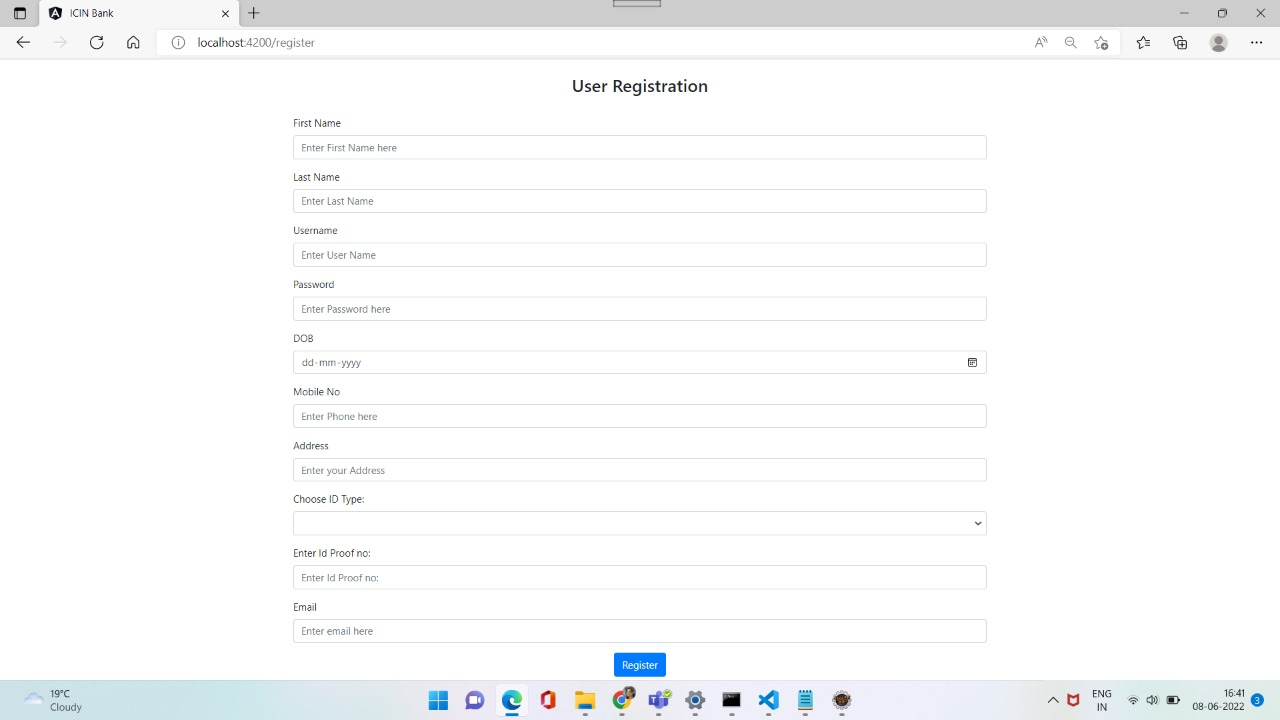 ICIN Bank
localhost:4200/register
User Registration
First Name
Enter First Name here
Last Name
Enter Last Name
Username
Enter User Name
Password
Enter Password here
DOB
dd-mm-yyyy
Mobile No
Enter Phone here
Address
Enter your Address
Choose ID Type:
Enter Id Proof no:
Enter Id Proof no:
Email
Enter email here
Register
19°C
Cloudy
ENG
IN
16:41
08-06-2022
3